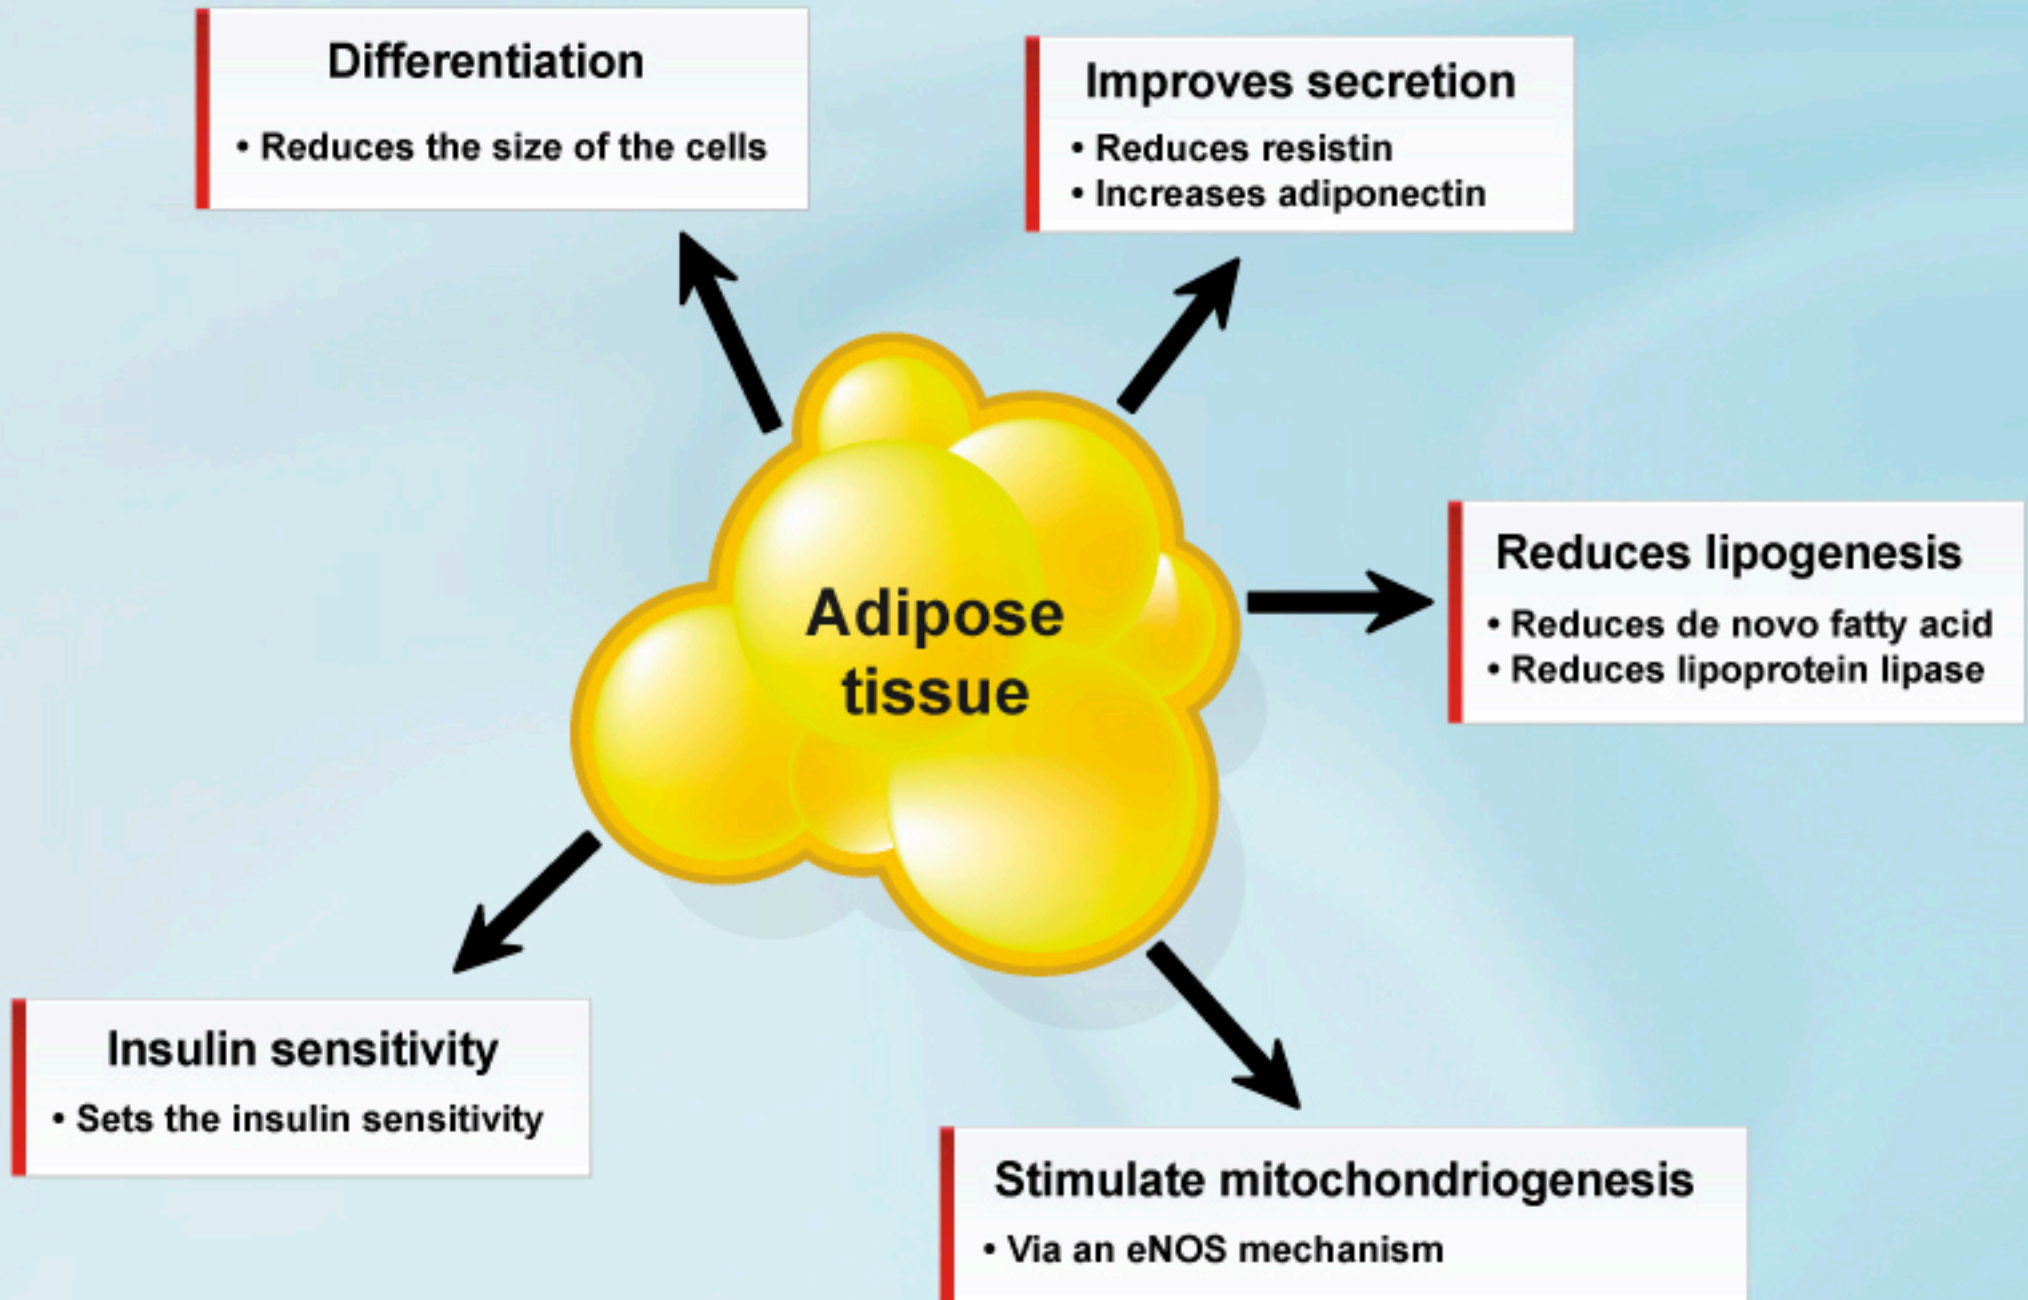 Differentiation
• Reduces the size of the cells
Improves secretion
• Reduces resistin
• Increases adiponectin
Adipose
tissue
Reduces lipogenesis
• Reduces de novo fatty acid
• Reduces lipoprotein lipase
Insulin sensitivity
• Sets the insulin sensitivity
Stimulate mitochondriogenesis
• Via an eNOS mechanism